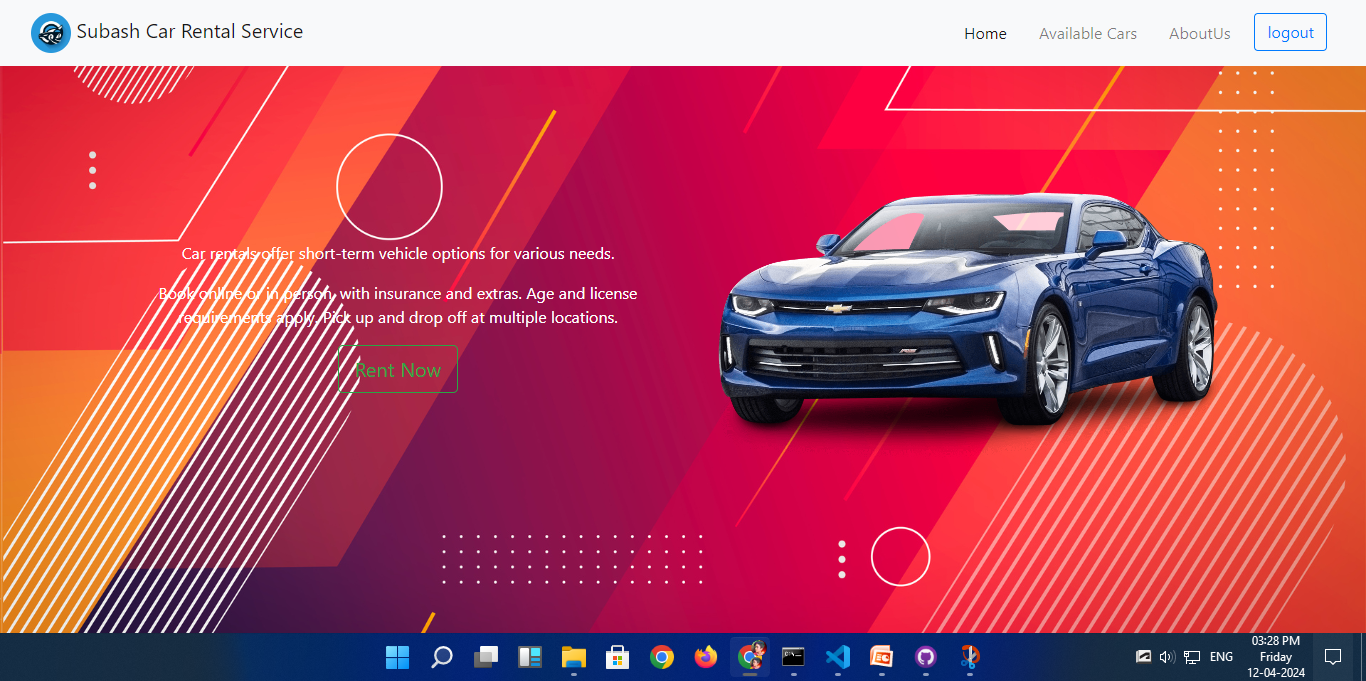 Subash Car Rental Service
Home
Available Cars
AboutUs
logout
Car rentals offer short-term vehicle options for various needs.
Book online or in person, with insurance and extras. Age and license
requirements apply. Pick up and drop off at multiple locations.
Rent Now
ENG
03:28 PM
Friday
12-04-2024